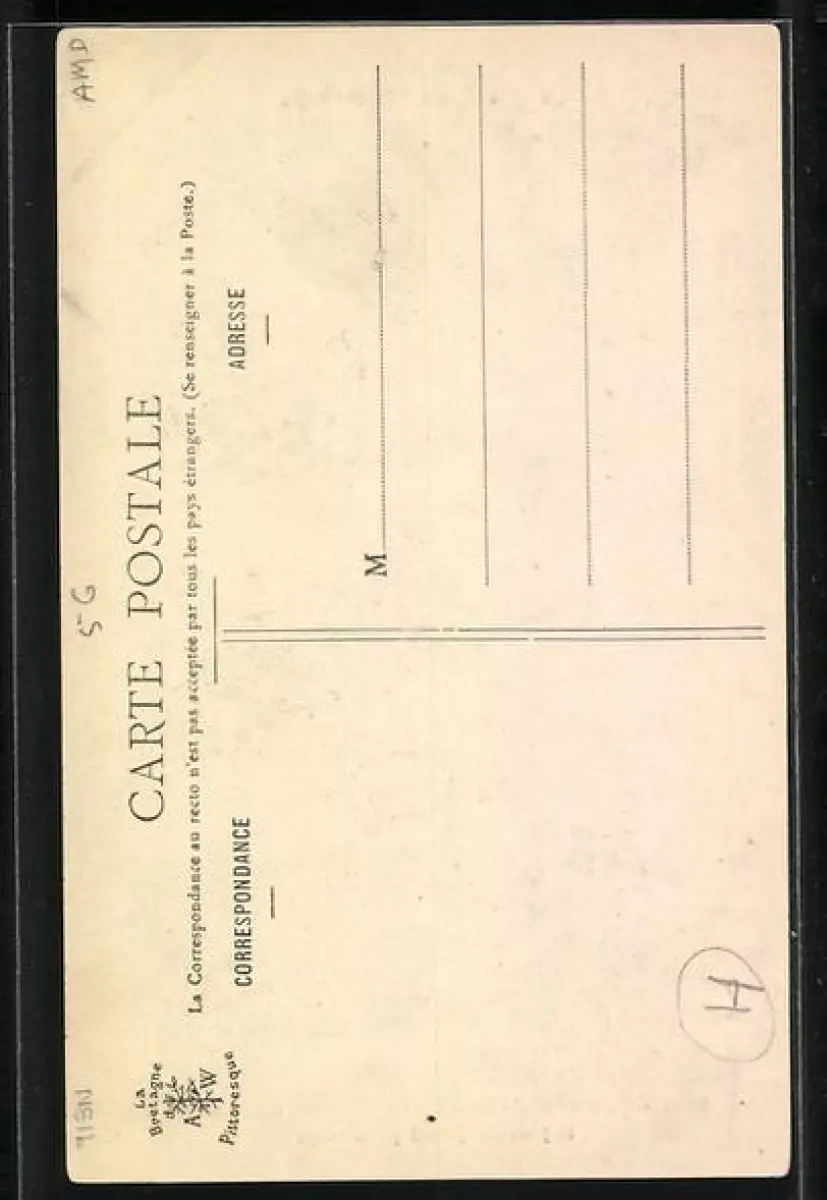 AMD
5-G
CARTE POSTALE
La Correspondance au recto n'est pas acceptée par tous les pays étrangers. (Se renseigner à la Poste.)
La
Bretagne
A W
Pittoresque
CORRESPONDANCE
ADRESSE
M
H